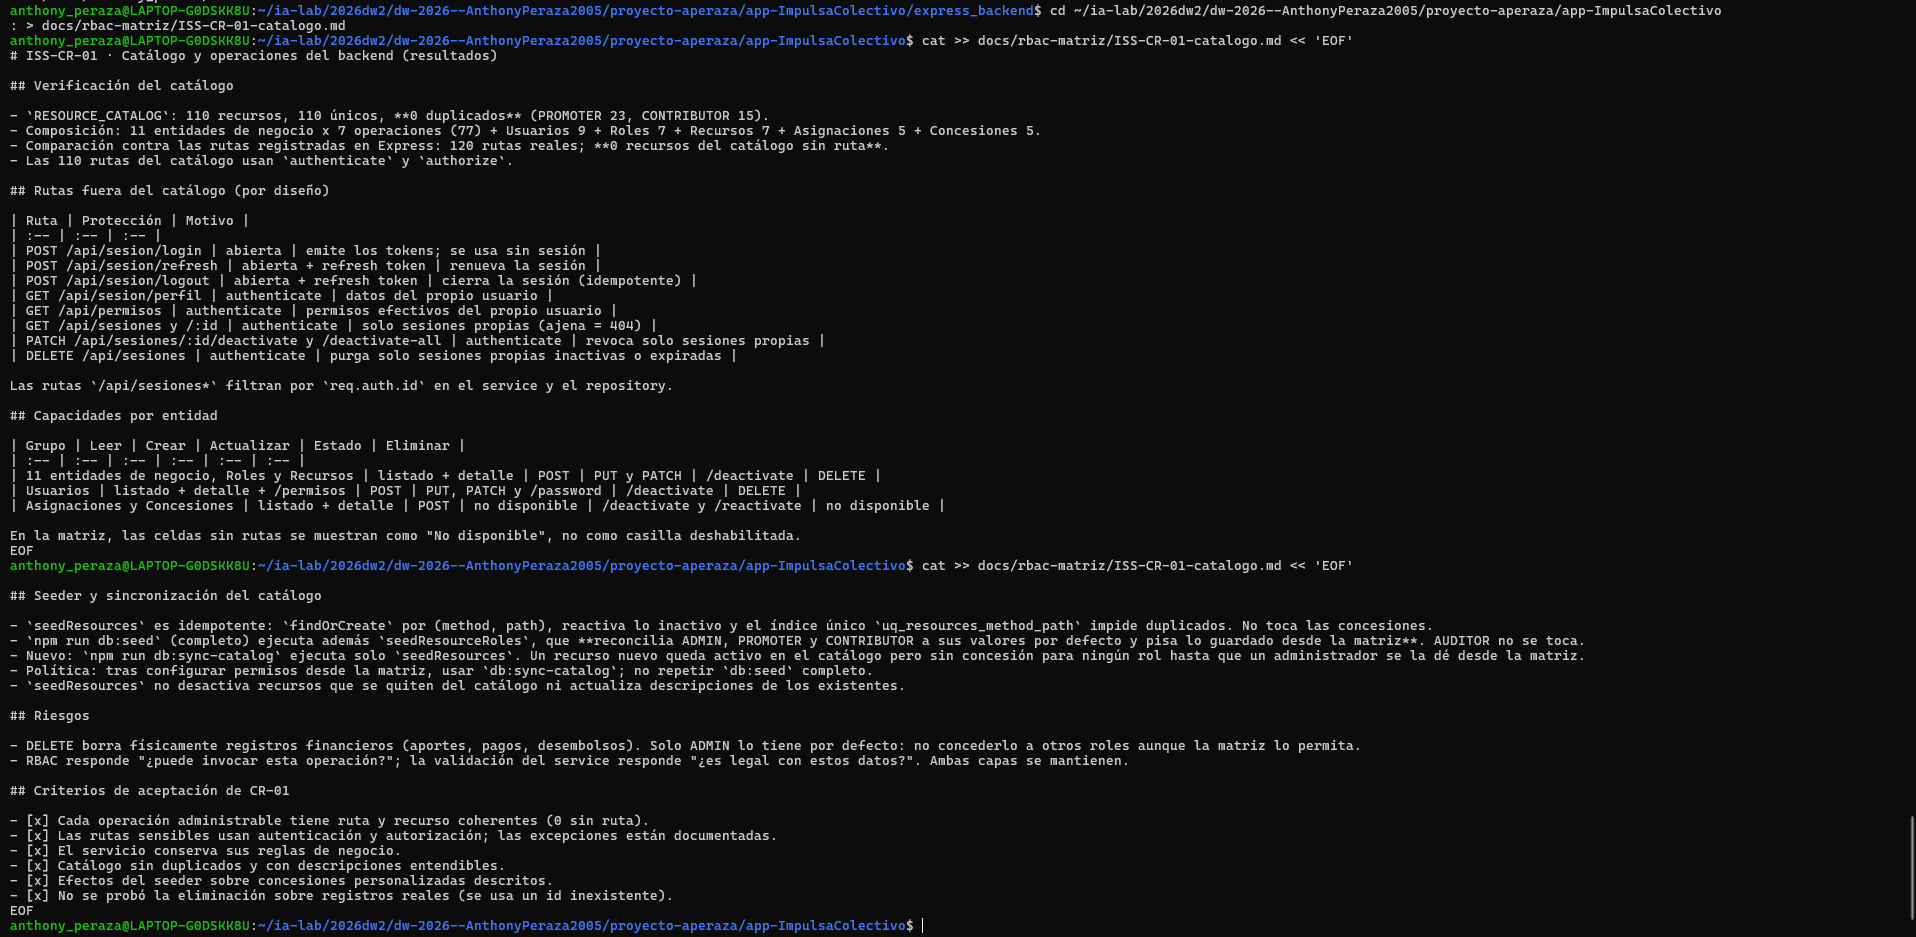 anthony_peraza@LAPTOP-G0DSKK8U:~/ia-lab/2026dw2/dw-2026--AnthonyPeraza2005/proyecto-aperaza/app-ImpulsaColectivo/express_backend$ cd ~/ia-lab/2026dw2/dw-2026--AnthonyPeraza2005/proyecto-aperaza/app-ImpulsaColectivo
: > docs/rbac-matriz/ISS-CR-01-catalogo.md
anthony_peraza@LAPTOP-G0DSKK8U:~/ia-lab/2026dw2/dw-2026--AnthonyPeraza2005/proyecto-aperaza/app-ImpulsaColectivo$ cat >> docs/rbac-matriz/ISS-CR-01-catalogo.md << 'EOF'
# ISS-CR-01 · Catálogo y operaciones del backend (resultados)

## Verificación del catálogo

- `RESOURCE_CATALOG`: 110 recursos, 110 únicos, **0 duplicados** (PROMOTER 23, CONTRIBUTOR 15).
- Composición: 11 entidades de negocio x 7 operaciones (77) + Usuarios 9 + Roles 7 + Recursos 7 + Asignaciones 5 + Concesiones 5.
- Comparación contra las rutas registradas en Express: 120 rutas reales; **0 recursos del catálogo sin ruta**.
- Las 110 rutas del catálogo usan `authenticate` y `authorize`.

## Rutas fuera del catálogo (por diseño)

| Ruta | Protección | Motivo |
| :-- | :-- | :-- |
| POST /api/sesion/login | abierta | emite los tokens; se usa sin sesión |
| POST /api/sesion/refresh | abierta + refresh token | renueva la sesión |
| POST /api/sesion/logout | abierta + refresh token | cierra la sesión (idempotente) |
| GET /api/sesion/perfil | authenticate | datos del propio usuario |
| GET /api/permisos | authenticate | permisos efectivos del propio usuario |
| GET /api/sesiones y /:id | authenticate | solo sesiones propias (ajena = 404) |
| PATCH /api/sesiones/:id/deactivate y /deactivate-all | authenticate | revoca solo sesiones propias |
| DELETE /api/sesiones | authenticate | purga solo sesiones propias inactivas o expiradas |

Las rutas `/api/sesiones*` filtran por `req.auth.id` en el service y el repository.

## Capacidades por entidad

| Grupo | Leer | Crear | Actualizar | Estado | Eliminar |
| :-- | :-- | :-- | :-- | :-- | :-- |
| 11 entidades de negocio, Roles y Recursos | listado + detalle | POST | PUT y PATCH | /deactivate | DELETE |
| Usuarios | listado + detalle + /permisos | POST | PUT, PATCH y /password | /deactivate | DELETE |
| Asignaciones y Concesiones | listado + detalle | POST | no disponible | /deactivate y /reactivate | no disponible |

En la matriz, las celdas sin rutas se muestran como "No disponible", no como casilla deshabilitada.
EOF
anthony_peraza@LAPTOP-G0DSKK8U:~/ia-lab/2026dw2/dw-2026--AnthonyPeraza2005/proyecto-aperaza/app-ImpulsaColectivo$ cat >> docs/rbac-matriz/ISS-CR-01-catalogo.md << 'EOF'

## Seeder y sincronización del catálogo

- `seedResources` es idempotente: `findOrCreate` por (method, path), reactiva lo inactivo y el índice único `uq_resources_method_path` impide duplicados. No toca las concesiones.
- `npm run db:seed` (completo) ejecuta además `seedResourceRoles`, que **reconcilia ADMIN, PROMOTER y CONTRIBUTOR a sus valores por defecto y pisa lo guardado desde la matriz**. AUDITOR no se toca.
- Nuevo: `npm run db:sync-catalog` ejecuta solo `seedResources`. Un recurso nuevo queda activo en el catálogo pero sin concesión para ningún rol hasta que un administrador se la dé desde la matriz.
- Política: tras configurar permisos desde la matriz, usar `db:sync-catalog`; no repetir `db:seed` completo.
- `seedResources` no desactiva recursos que se quiten del catálogo ni actualiza descripciones de los existentes.

## Riesgos

- DELETE borra físicamente registros financieros (aportes, pagos, desembolsos). Solo ADMIN lo tiene por defecto: no concederlo a otros roles aunque la matriz lo permita.
- RBAC responde "¿puede invocar esta operación?"; la validación del service responde "¿es legal con estos datos?". Ambas capas se mantienen.

## Criterios de aceptación de CR-01

- [x] Cada operación administrable tiene ruta y recurso coherentes (0 sin ruta).
- [x] Las rutas sensibles usan autenticación y autorización; las excepciones están documentadas.
- [x] El servicio conserva sus reglas de negocio.
- [x] Catálogo sin duplicados y con descripciones entendibles.
- [x] Efectos del seeder sobre concesiones personalizadas descritos.
- [x] No se probó la eliminación sobre registros reales (se usa un id inexistente).
EOF
anthony_peraza@LAPTOP-G0DSKK8U:~/ia-lab/2026dw2/dw-2026--AnthonyPeraza2005/proyecto-aperaza/app-ImpulsaColectivo$